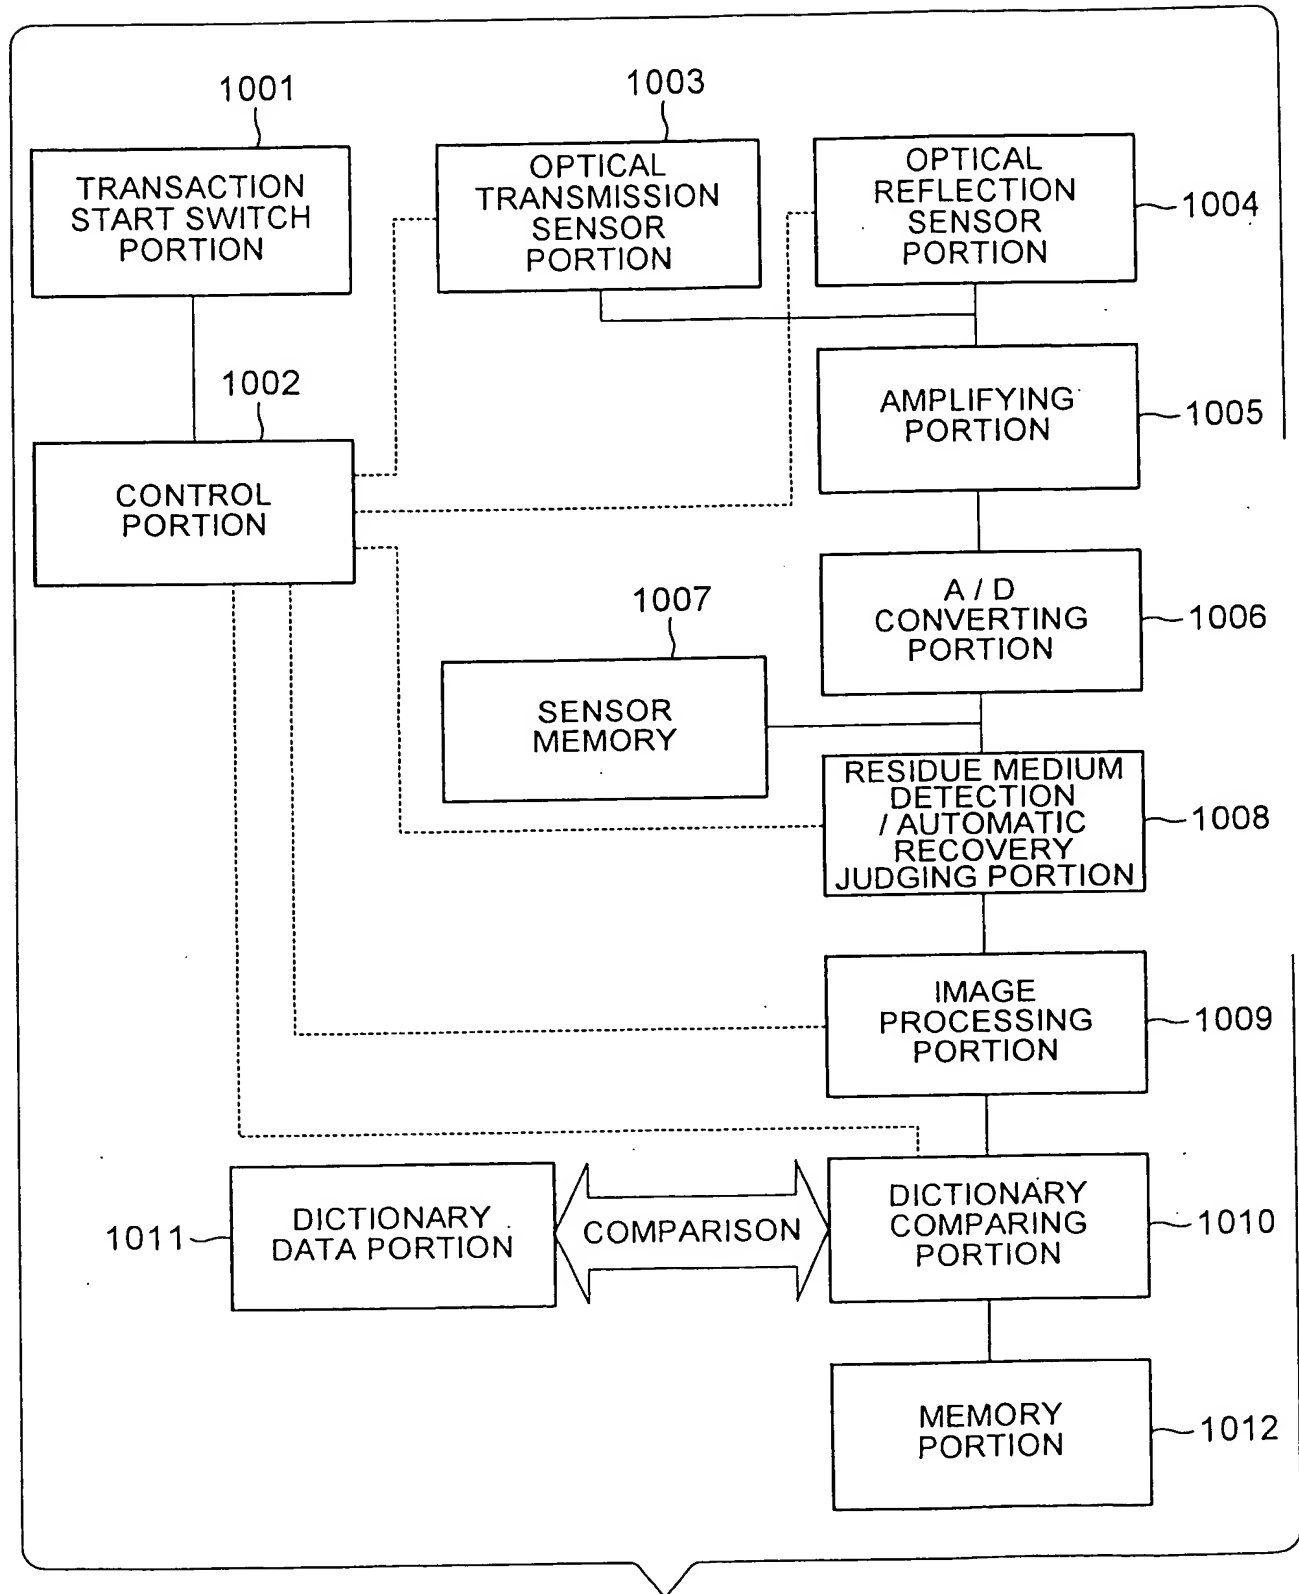 1001
TRANSACTION
START SWITCH
PORTION
1003
OPTICAL
TRANSMISSION
SENSOR
PORTION
OPTICAL
REFLECTION
SENSOR
PORTION
1004
1002
CONTROL
PORTION
AMPLIFYING
PORTION
1005
A / D
CONVERTING
PORTION
1006
1007
SENSOR
MEMORY
RESIDUE MEDIUM
DETECTION
/ AUTOMATIC
RECOVERY
JUDGING PORTION
1008
IMAGE
PROCESSING
PORTION
1009
1011
DICTIONARY
DATA PORTION
COMPARISON
DICTIONARY
COMPARING
PORTION
1010
MEMORY
PORTION
1012